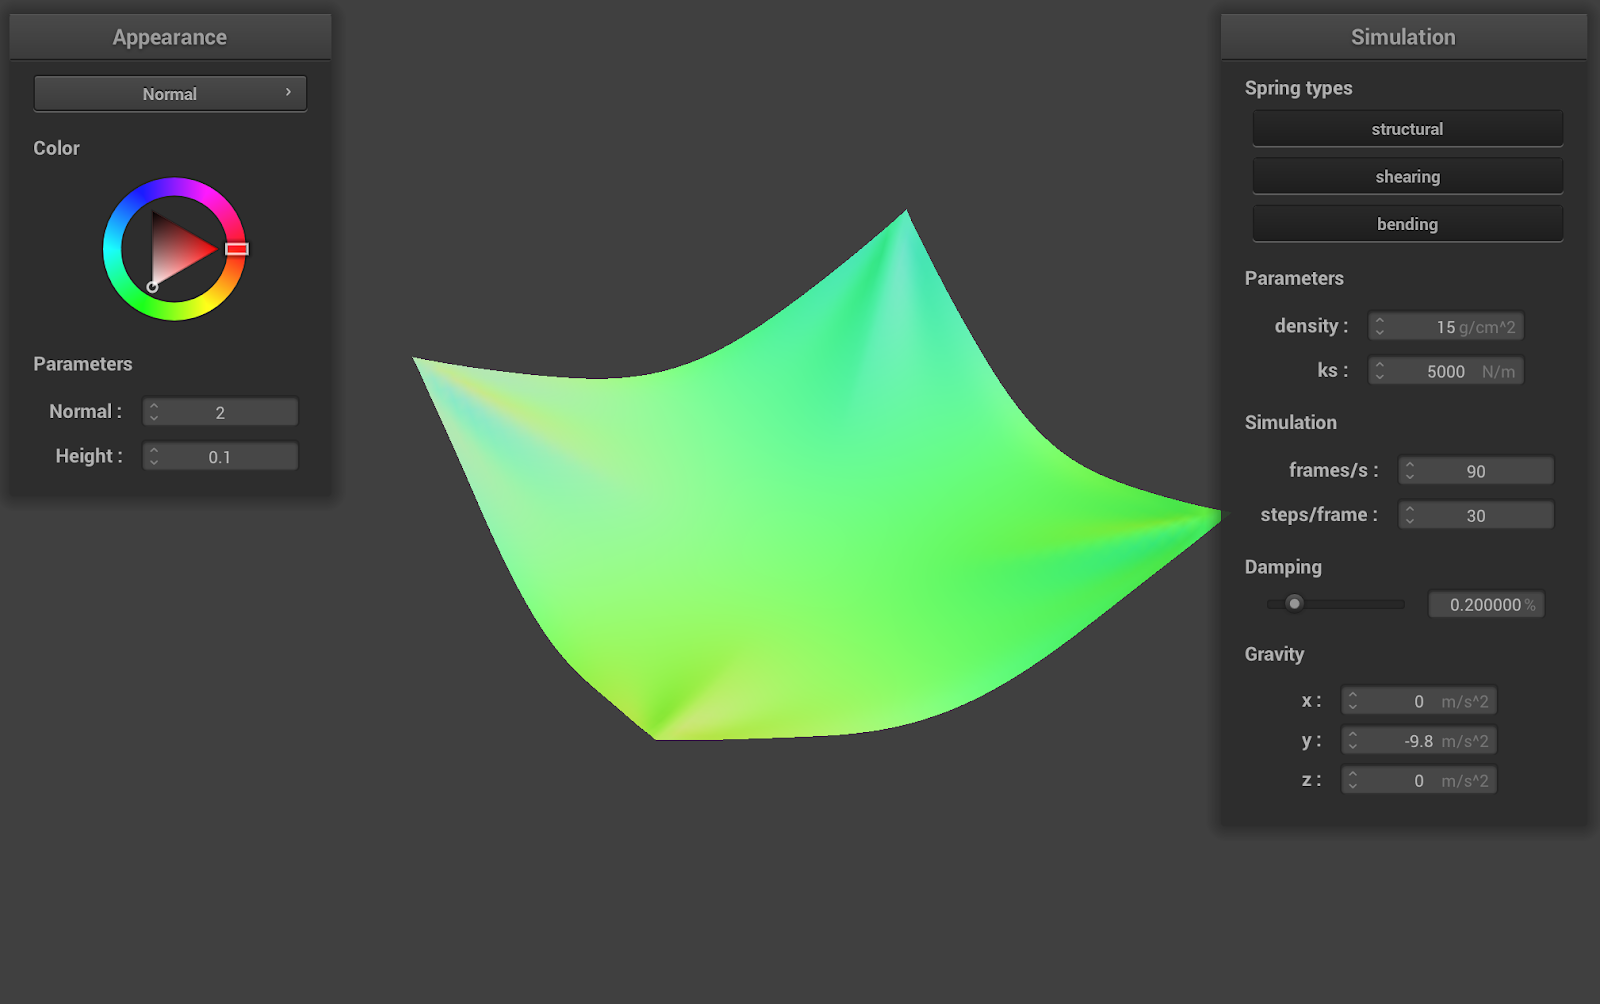 Appearance
Normal
Color
Parameters
Normal : 2
Height : 0.1
Simulation
Spring types
structural
shearing
bending
Parameters
density : 15 g/cm^2
ks : 5000 N/m
Simulation
frames/s : 90
steps/frame : 30
Damping
0.200000 %
Gravity
x : 0 m/s^2
y : -9.8 m/s^2
z : 0 m/s^2